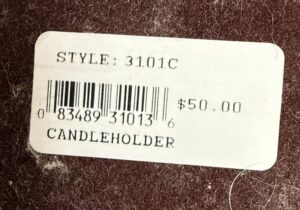 STYLE: 3101C
$50.00
0 83489 31013 6
CANDLEHOLDER